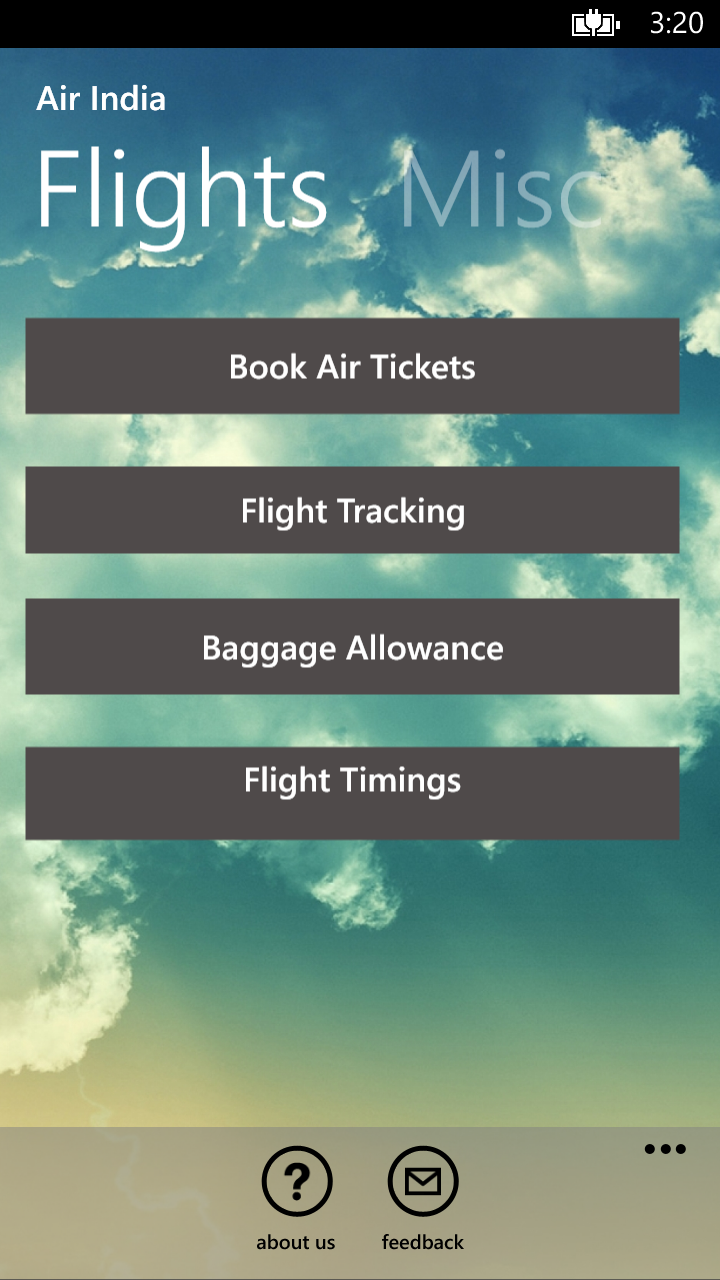 3:20
Air India
Flights Misc
Book Air Tickets
Flight Tracking
Baggage Allowance
Flight Timings
about us feedback